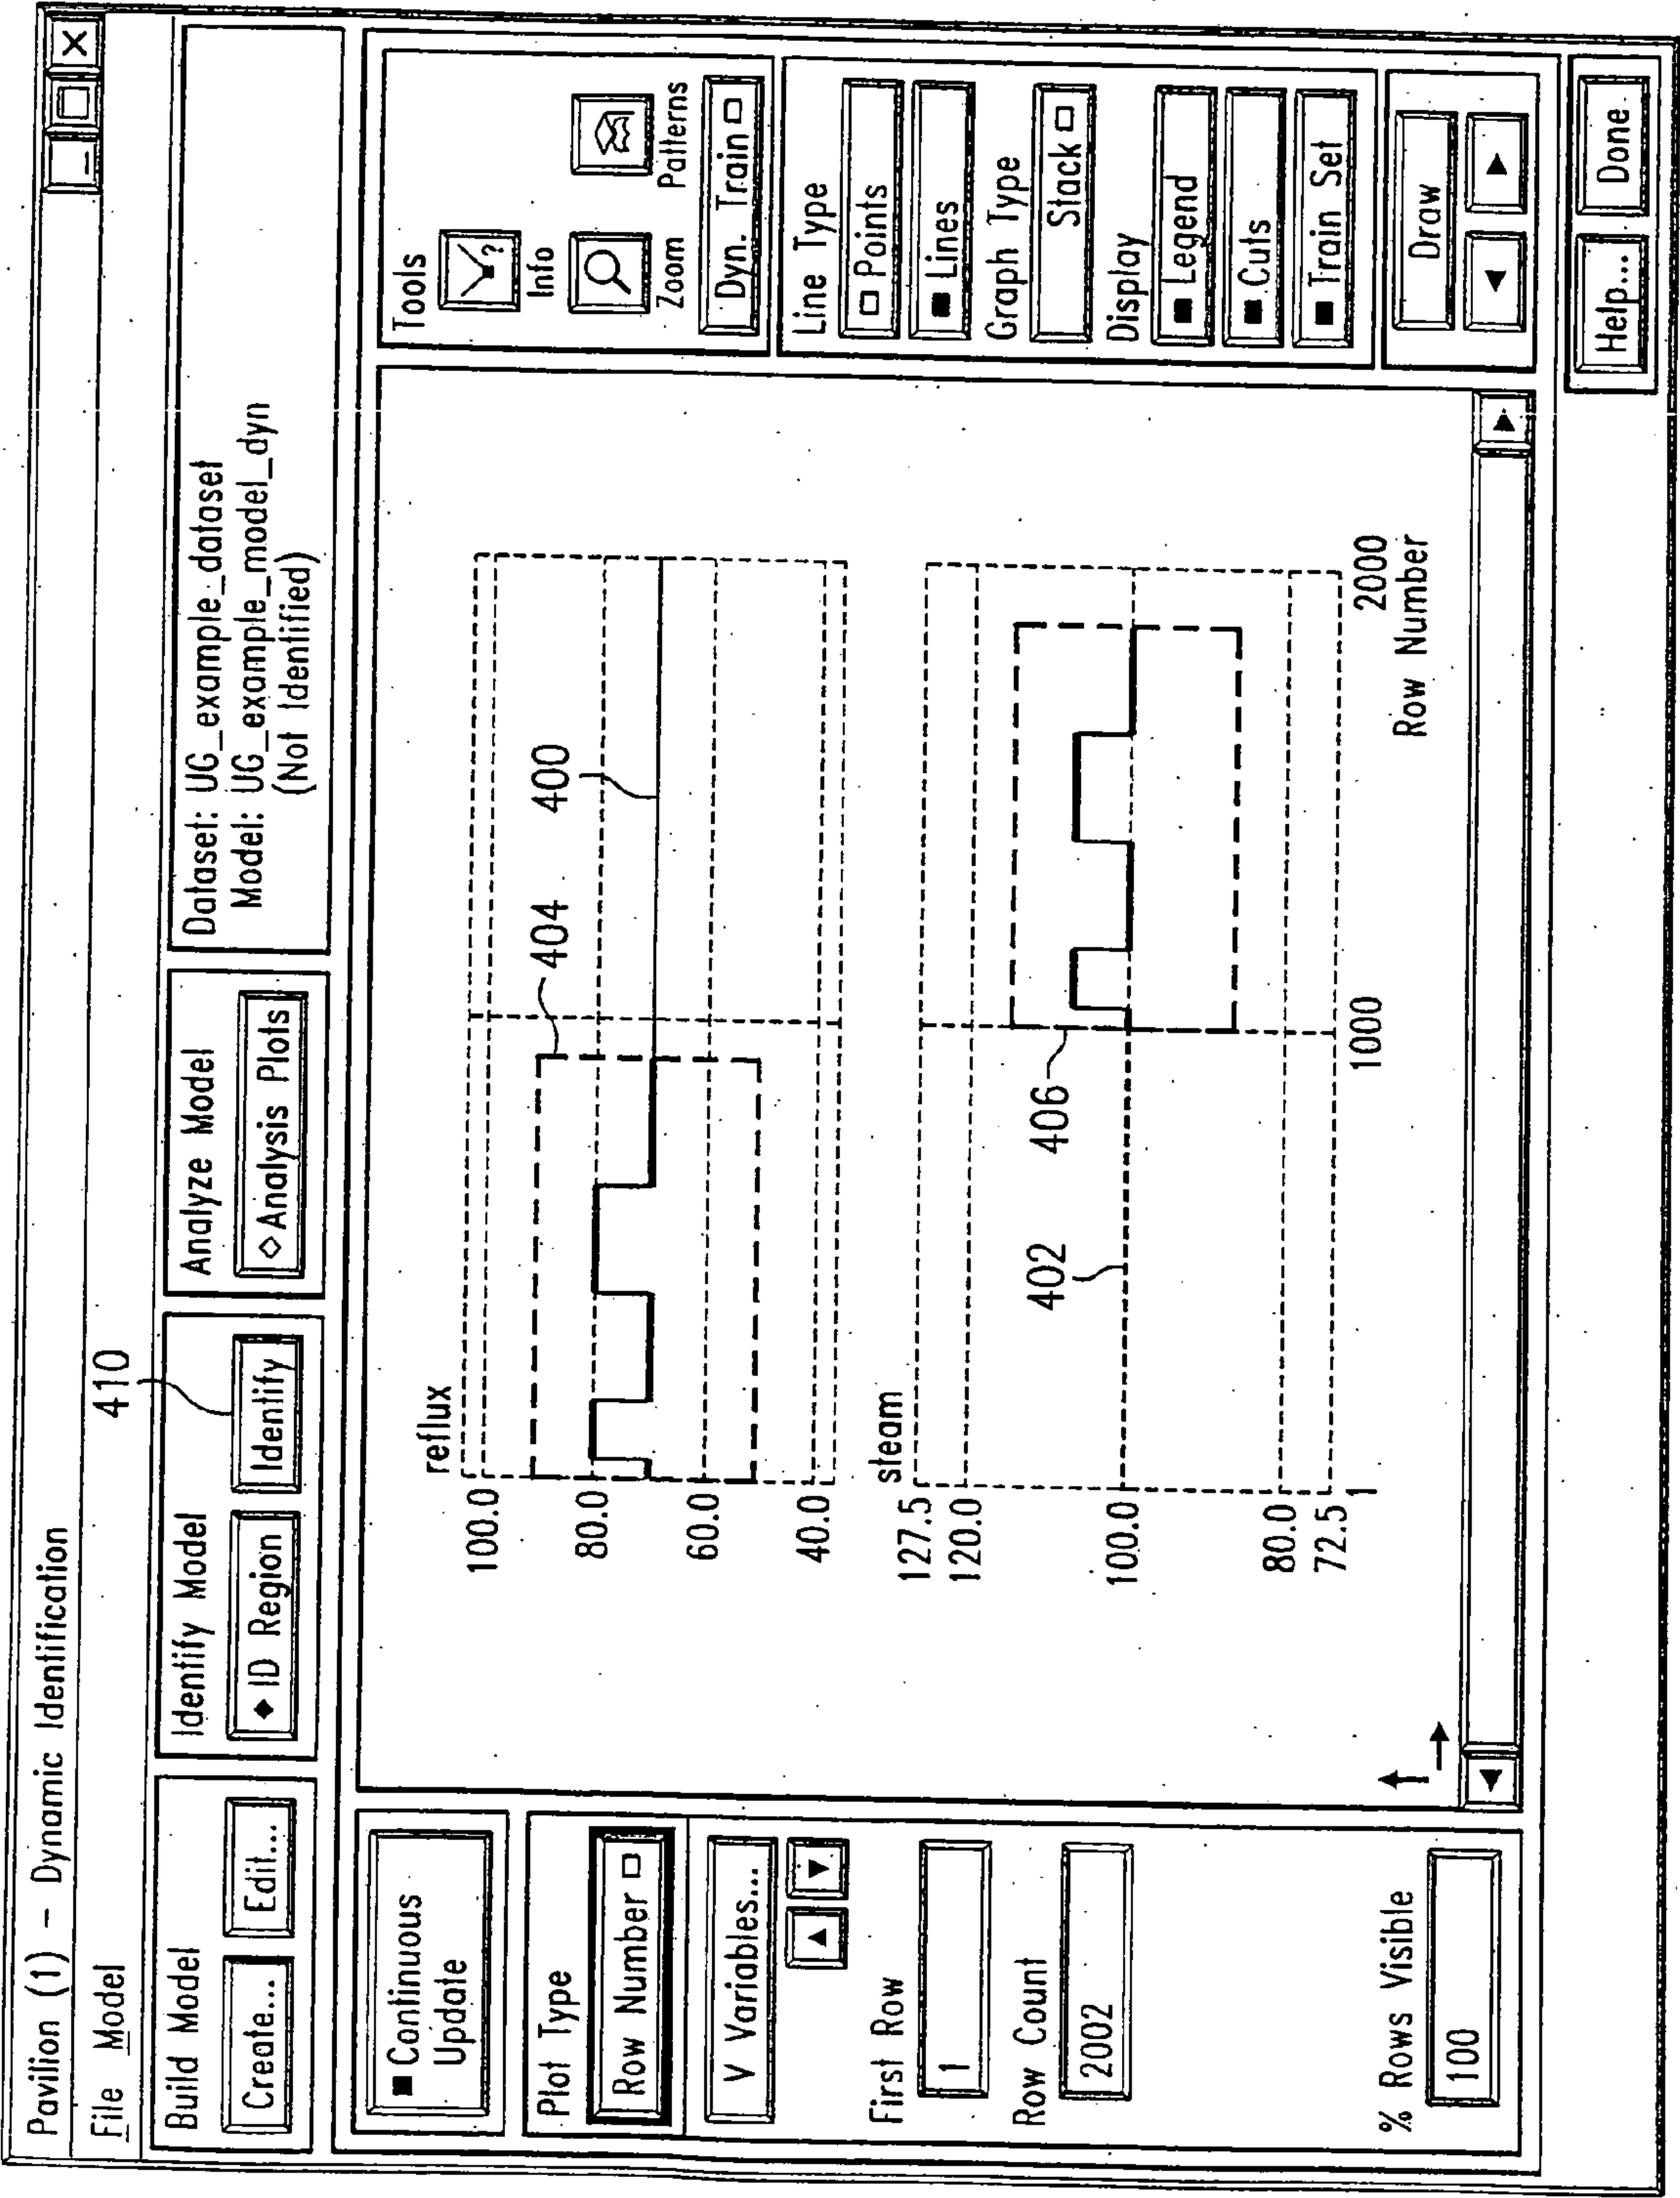 Pavilion (1) – Dynamic Identification
File Model
410
Build Model
Create...
Edit...
Identify Model
ID Region
Identify
Analyze Model
Analysis Plots
Dataset: UG_example_dataset
Model: UG_example_model_dyn
(Not Identified)
Continuous
Update
Plot Type
Row Number
V Variables...
First Row
1
Row Count
2002
% Rows Visible
100
reflux
100.0
80.0
60.0
40.0
404
400
steam
127.5
120.0
100.0
80.0
72.5
402
406
1
1000
2000
Row Number
Tools
?
Info
Zoom
Patterns
Dyn. Train
Line Type
Points
Lines
Graph Type
Stack
Display
Legend
Cuts
Train Set
Draw
Help...
Done